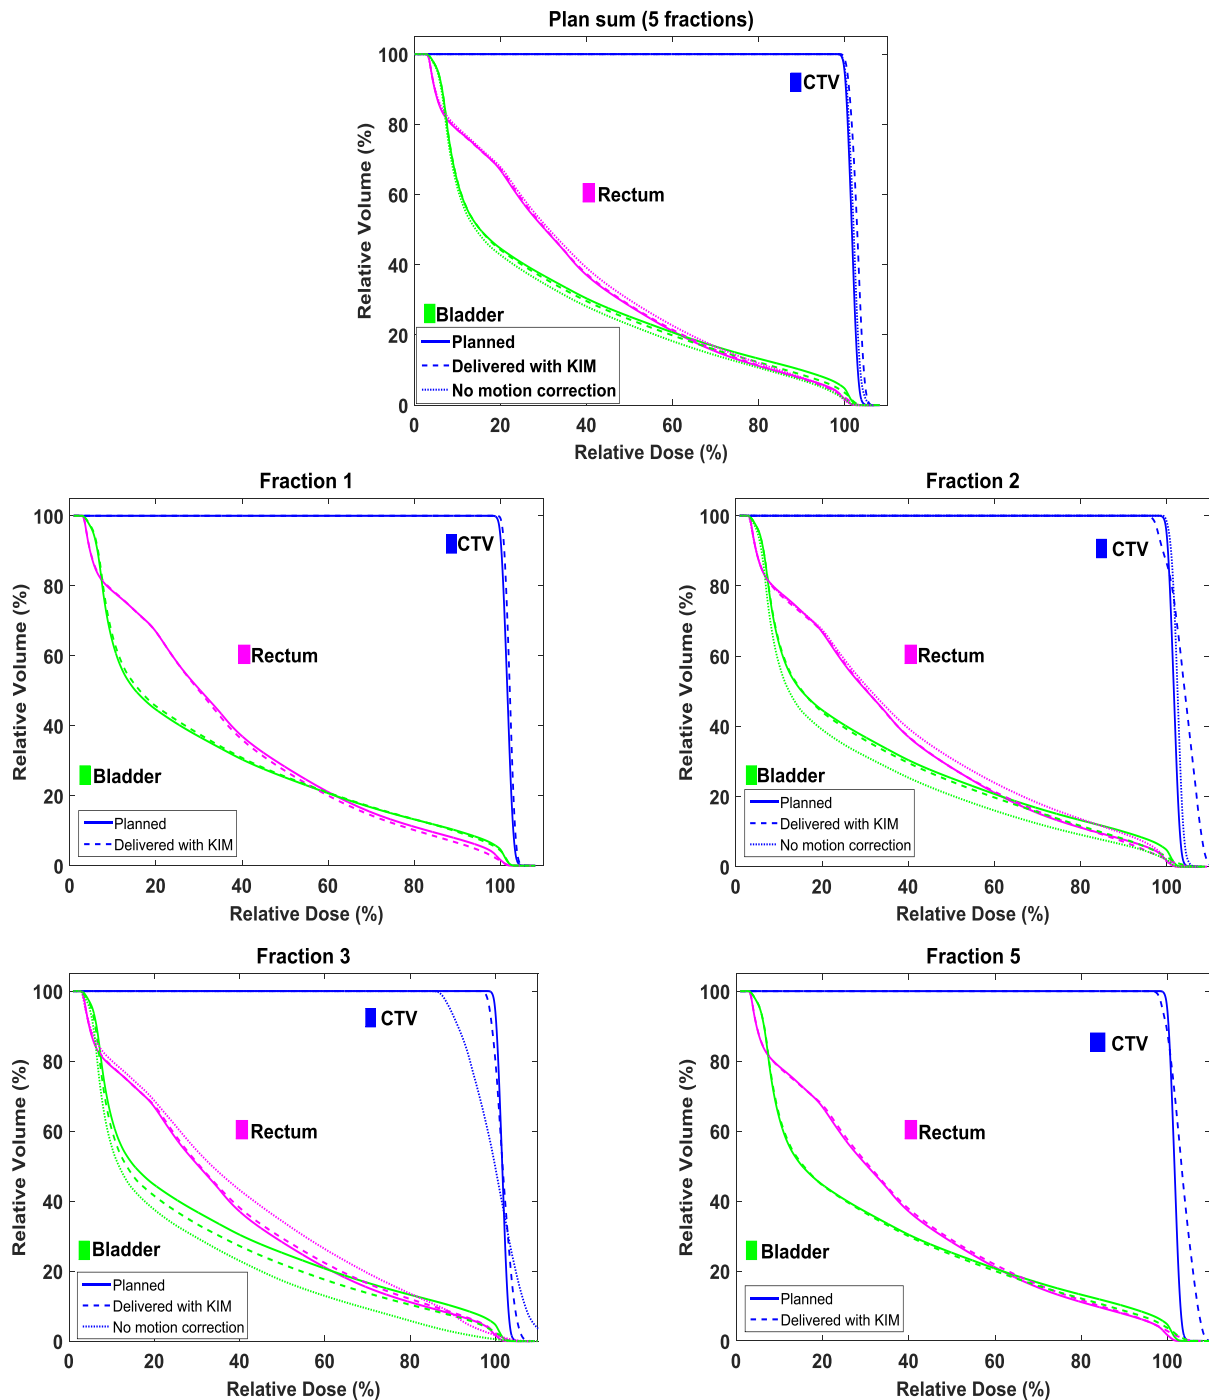 Plan sum (5 fractions)
100
80
60
40
20
0
Relative Volume (%)
CTV
Rectum
Bladder
Planned
Delivered with KIM
No motion correction
0 20 40 60 80 100
Relative Dose (%)
Fraction 1
100
80
60
40
20
0
Relative Volume (%)
CTV
Rectum
Bladder
Planned
Delivered with KIM
0 20 40 60 80 100
Relative Dose (%)
Fraction 2
100
80
60
40
20
0
Relative Volume (%)
CTV
Rectum
Bladder
Planned
Delivered with KIM
No motion correction
0 20 40 60 80 100
Relative Dose (%)
Fraction 3
100
80
60
40
20
0
Relative Volume (%)
CTV
Rectum
Bladder
Planned
Delivered with KIM
No motion correction
0 20 40 60 80 100
Relative Dose (%)
Fraction 5
100
80
60
40
20
0
Relative Volume (%)
CTV
Rectum
Bladder
Planned
Delivered with KIM
0 20 40 60 80 100
Relative Dose (%)